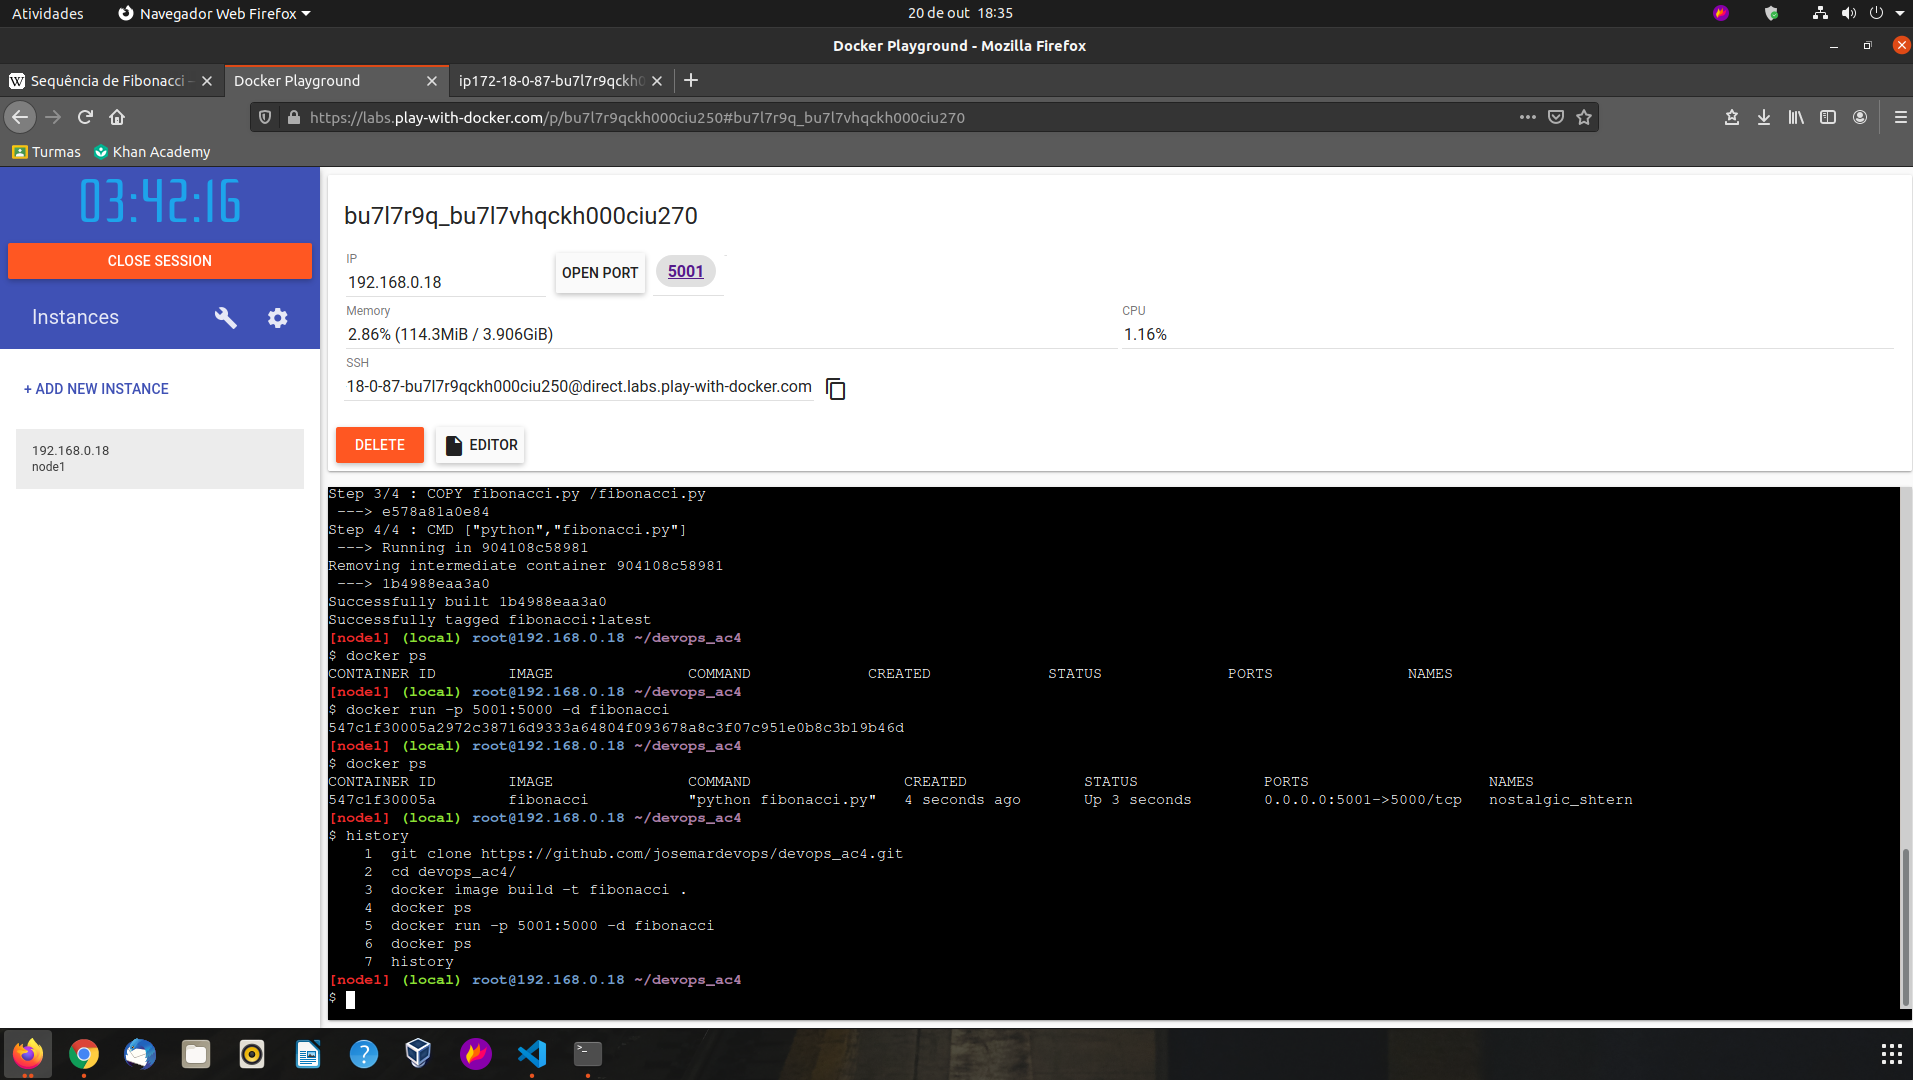 Atividades
Navegador Web Firefox
20 de out 18:35
Docker Playground - Mozilla Firefox
Sequência de Fibonacci
Docker Playground
ip172-18-0-87-bu7l7r9qckh0
https://labs.play-with-docker.com/p/bu7l7r9qckh000ciu250#bu7l7r9q_bu7l7vhqckh000ciu270
Turmas
Khan Academy
03:42:16
CLOSE SESSION
Instances
+ ADD NEW INSTANCE
192.168.0.18
node1
bu7l7r9q_bu7l7vhqckh000ciu270
IP
192.168.0.18
OPEN PORT
5001
Memory
2.86% (114.3MiB / 3.906GiB)
CPU
1.16%
SSH
18-0-87-bu7l7r9qckh000ciu250@direct.labs.play-with-docker.com
DELETE
EDITOR
Step 3/4 : COPY fibonacci.py /fibonacci.py
---> e578a81a0e84
Step 4/4 : CMD ["python","fibonacci.py"]
---> Running in 904108c58981
Removing intermediate container 904108c58981
---> 1b4988eaa3a0
Successfully built 1b4988eaa3a0
Successfully tagged fibonacci:latest
[node1] (local) root@192.168.0.18 ~/devops_ac4
$ docker ps
CONTAINER ID IMAGE COMMAND CREATED STATUS PORTS NAMES
[node1] (local) root@192.168.0.18 ~/devops_ac4
$ docker run -p 5001:5000 -d fibonacci
547c1f30005a2972c38716d9333a64804f093678a8c3f07c951e0b8c3b19b46d
[node1] (local) root@192.168.0.18 ~/devops_ac4
$ docker ps
CONTAINER ID IMAGE COMMAND CREATED STATUS PORTS NAMES
547c1f30005a fibonacci "python fibonacci.py" 4 seconds ago Up 3 seconds 0.0.0.0:5001->5000/tcp nostalgic_shtern
[node1] (local) root@192.168.0.18 ~/devops_ac4
$ history
1 git clone https://github.com/josemardevops/devops_ac4.git
2 cd devops_ac4/
3 docker image build -t fibonacci .
4 docker ps
5 docker run -p 5001:5000 -d fibonacci
6 docker ps
7 history
[node1] (local) root@192.168.0.18 ~/devops_ac4
$